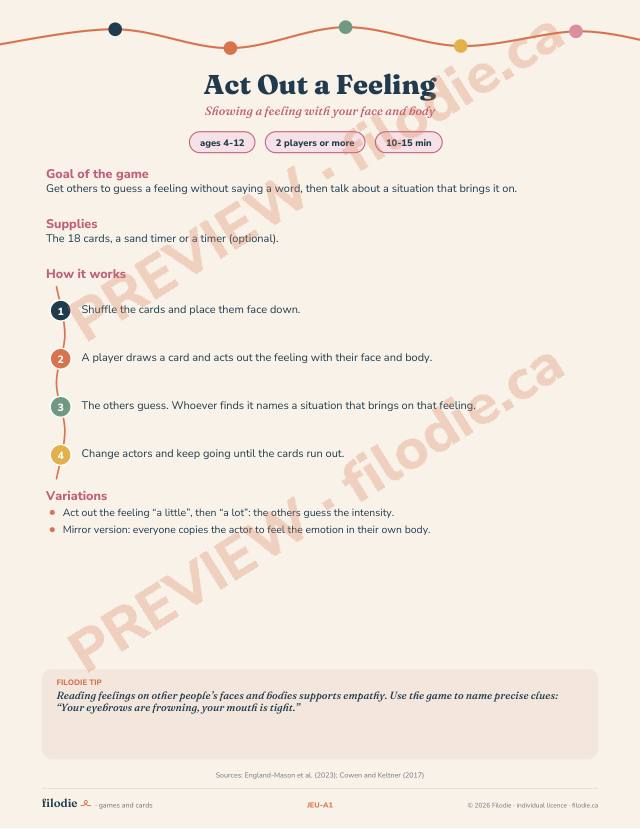 Act Out a Feeling
Showing a feeling with your face and body
ages 4-12
2 players or more
10-15 min
Goal of the game
Get others to guess a feeling without saying a word, then talk about a situation that brings it on.
Supplies
The 18 cards, a sand timer or a timer (optional).
How it works
1 Shuffle the cards and place them face down.
2 A player draws a card and acts out the feeling with their face and body.
3 The others guess. Whoever finds it names a situation that brings on that feeling.
4 Change actors and keep going until the cards run out.
Variations
Act out the feeling “a little”, then “a lot”: the others guess the intensity.
Mirror version: everyone copies the actor to feel the emotion in their own body.
PREVIEW · filodie.ca
PREVIEW · filodie.ca
FILODIE TIP
Reading feelings on other people’s faces and bodies supports empathy. Use the game to name precise clues:
“Your eyebrows are frowning, your mouth is tight.”
Sources: England-Mason et al. (2023); Cowen and Keltner (2017)
filodie · games and cards
JEU-A1
© 2026 Filodie · individual licence · filodie.ca